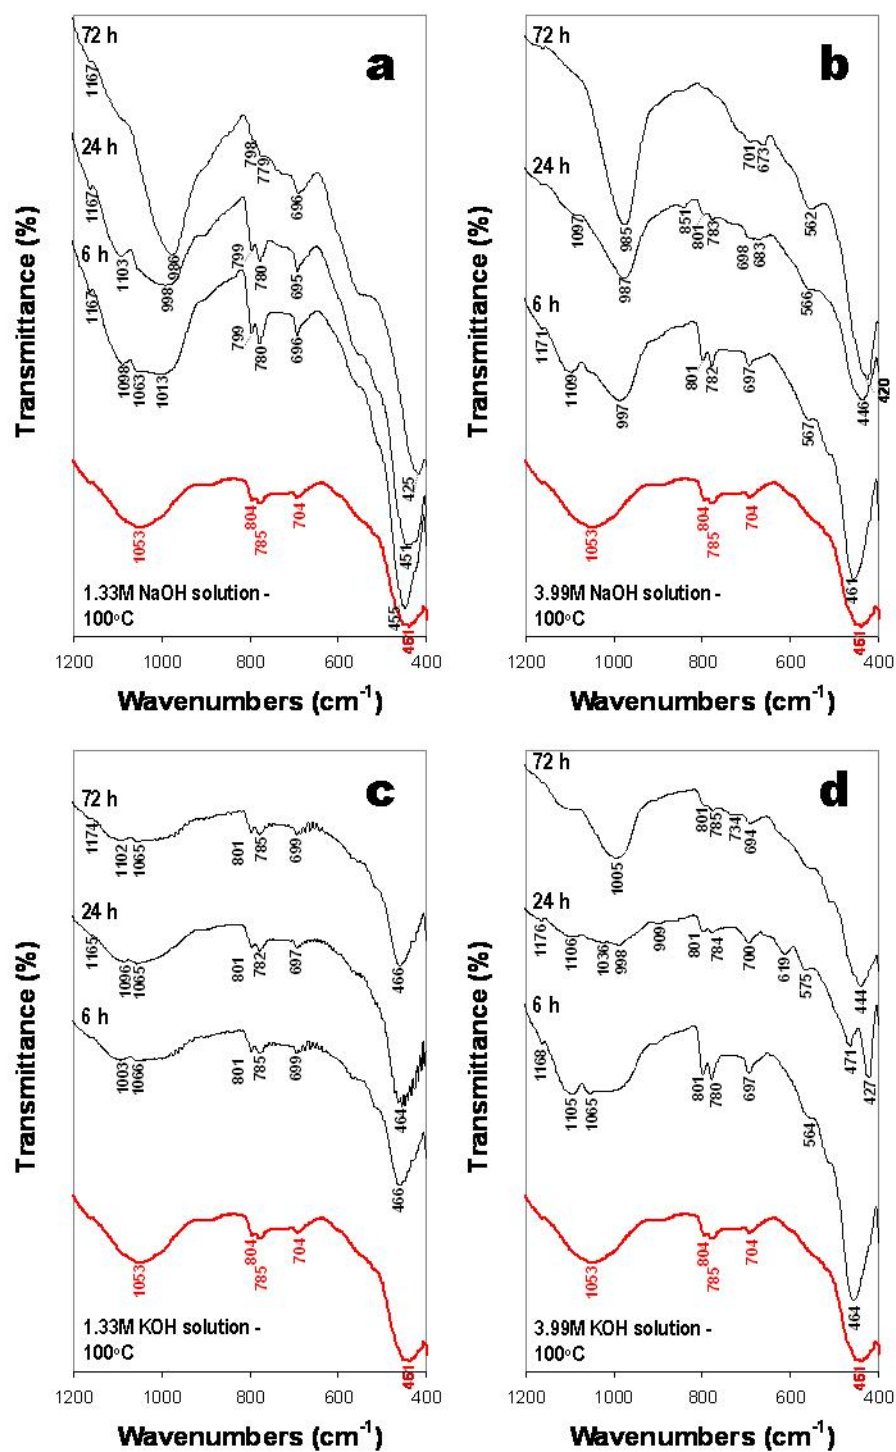 a
72 h
1167
24 h
1167
1103
998
986
798
779
696
6 h
1167
1098
1063
1013
799
780
695
799
780
696
425
451
455
1053
804
785
704
461
1.33M NaOH solution -
100°C
Transmittance (%)
1200 1000 800 600 400
Wavenumbers (cm-1)
b
72 h
985
701
673
562
420
24 h
1097
987
851
801
783
698
683
566
446
6 h
1171
1109
997
801
782
697
567
461
1053
804
785
704
3.99M NaOH solution -
100°C
Transmittance (%)
1200 1000 800 600 400
Wavenumbers (cm-1)
c
72 h
1174
1102
1065
801
785
699
466
24 h
1165
1096
1065
801
782
697
464
6 h
1003
1066
801
785
699
466
1053
804
785
704
1.33M KOH solution -
100°C
Transmittance (%)
1200 1000 800 600 400
Wavenumbers (cm-1)
d
72 h
1005
801
785
734
694
444
24 h
1176
1106
1036
998
909
801
784
700
619
575
471
427
6 h
1168
1105
1065
801
780
697
564
464
1053
804
785
704
3.99M KOH solution -
100°C
Transmittance (%)
1200 1000 800 600 400
Wavenumbers (cm-1)